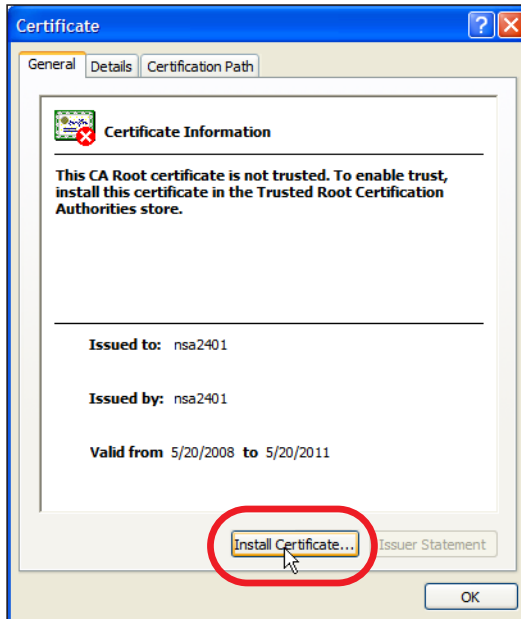 Certificate
General Details Certification Path
Certificate Information
This CA Root certificate is not trusted. To enable trust,
install this certificate in the Trusted Root Certification
Authorities store.
Issued to: nsa2401
Issued by: nsa2401
Valid from 5/20/2008 to 5/20/2011
Install Certificate... Issuer Statement
OK